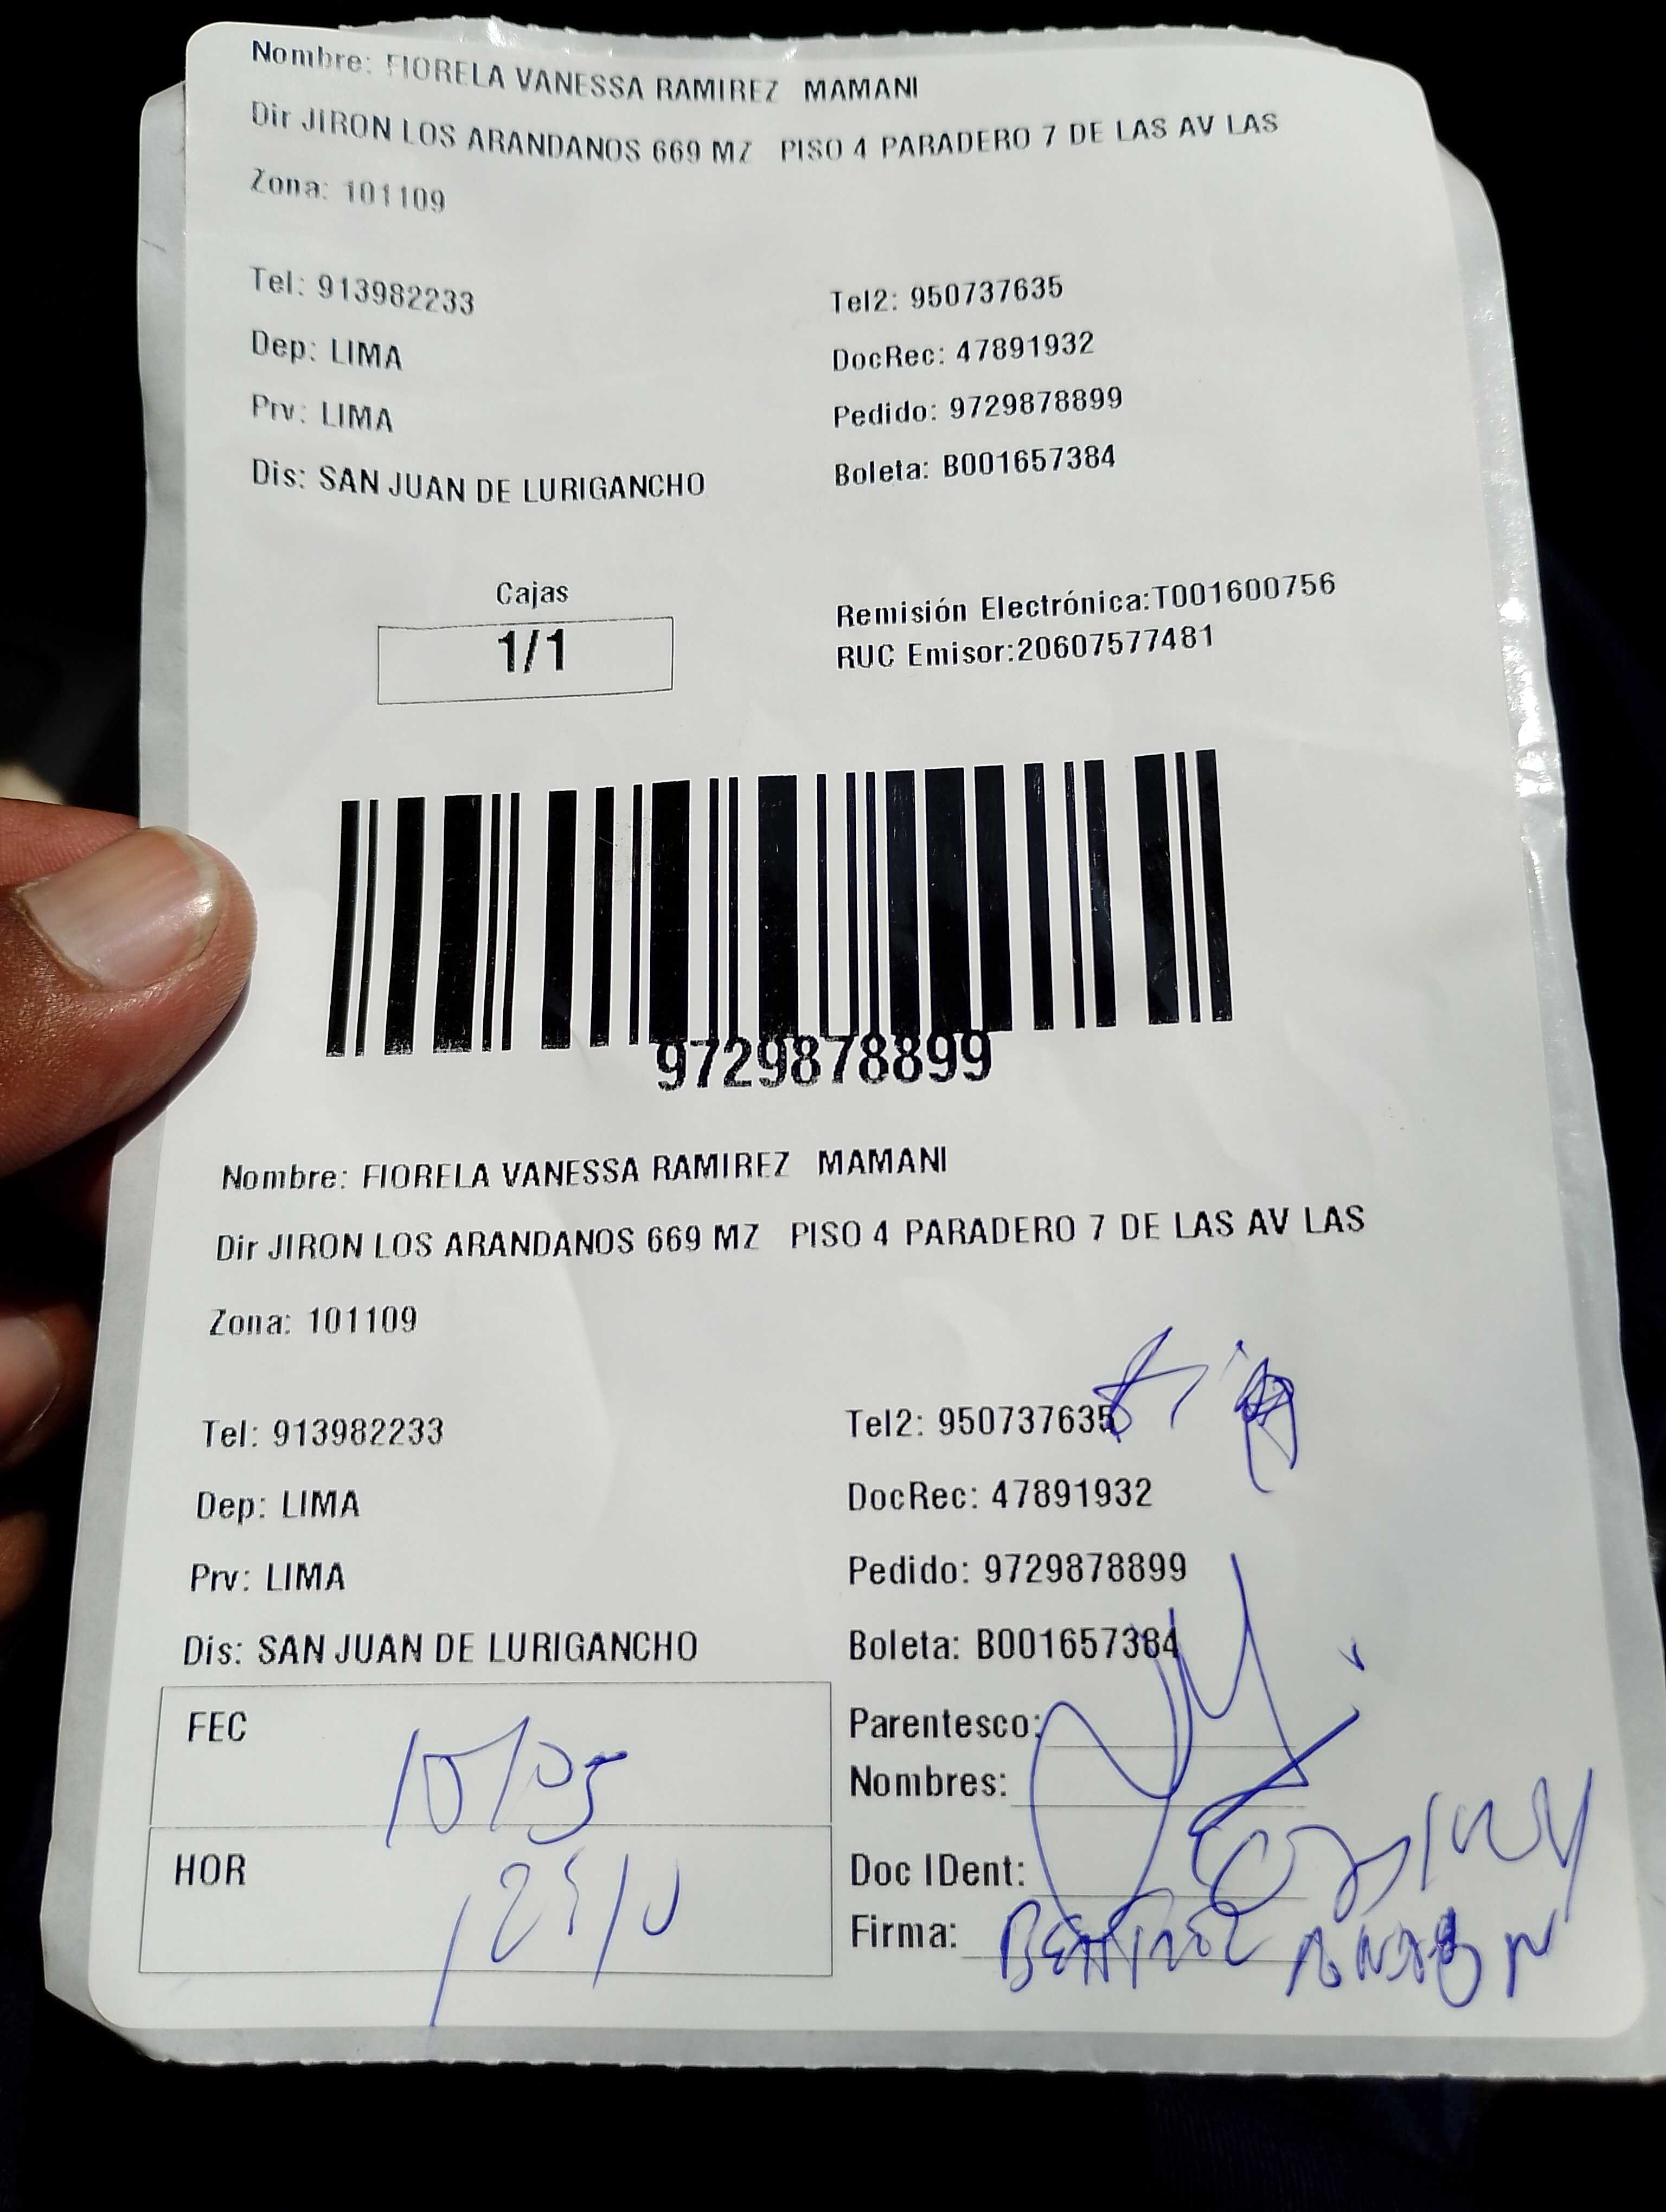 Nombre: FIORELA VANESSA RAMIREZ MAMANI
Dir JIRON LOS ARANDANOS 669 MZ PISO 4 PARADERO 7 DE LAS AV LAS
Zona: 101109
Tel: 913982233
Tel2: 950737635
Dep: LIMA
DocRec: 47891932
Prv: LIMA
Pedido: 9729878899
Dis: SAN JUAN DE LURIGANCHO
Boleta: B001657384
Cajas
1/1
Remisión Electrónica:T001600756
RUC Emisor:20607577481
9729878899
Nombre: FIORELA VANESSA RAMIREZ MAMANI
Dir JIRON LOS ARANDANOS 669 MZ PISO 4 PARADERO 7 DE LAS AV LAS
Zona: 101109
Tel: 913982233
Tel2: 950737635
Dep: LIMA
DocRec: 47891932
Prv: LIMA
Pedido: 9729878899
Dis: SAN JUAN DE LURIGANCHO
Boleta: B001657384
FEC
Parentesco:
Nombres:
HOR
Doc IDent:
Firma: